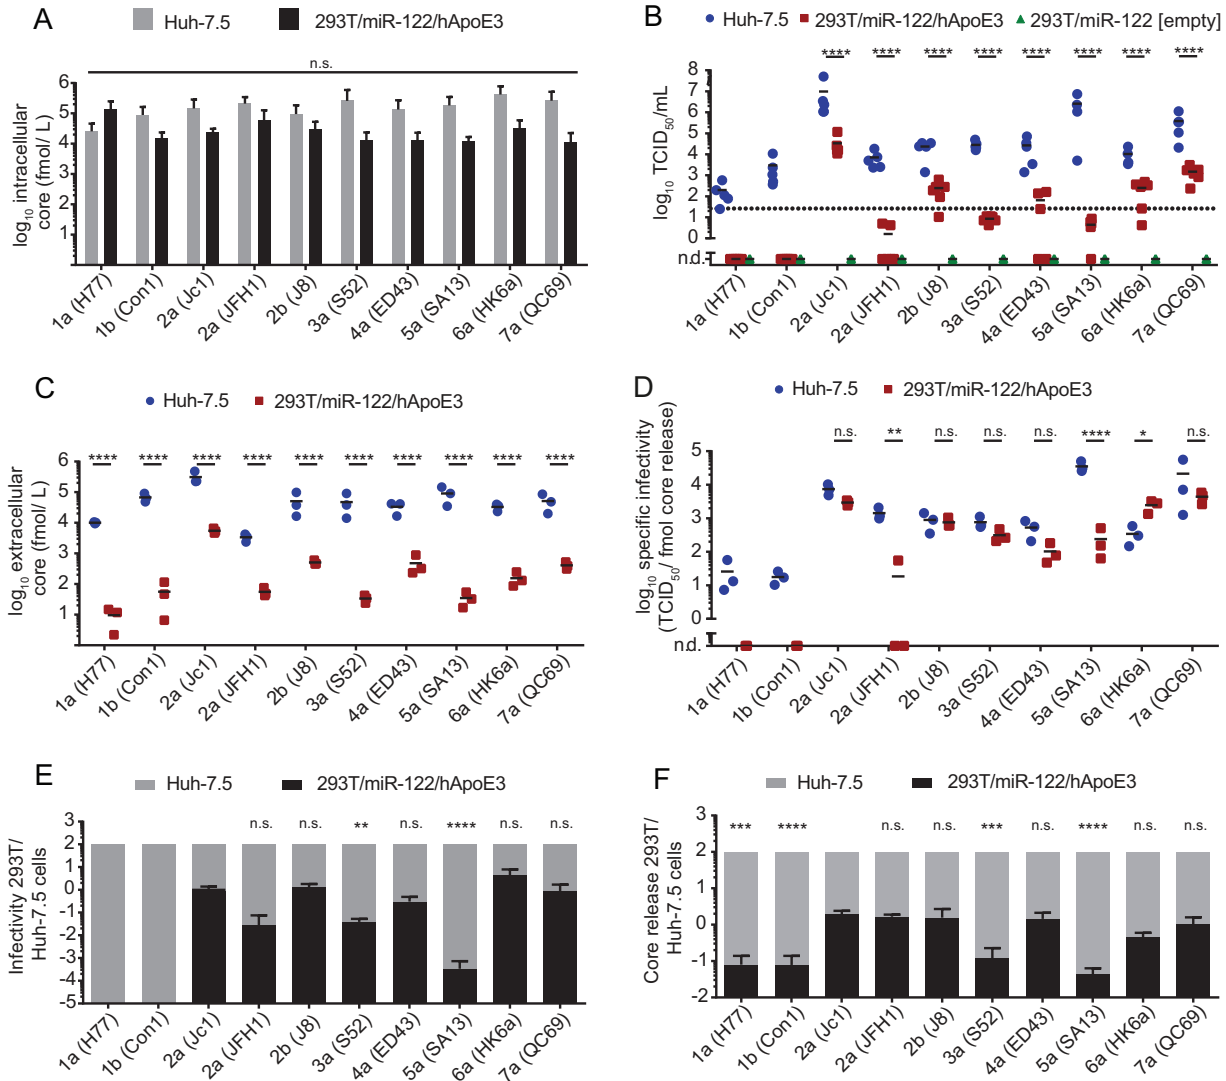 A
Huh-7.5
293T/miR-122/hApoE3
n.s.
log10 intracellular
core (fmol/ L)
6
5
4
3
2
1
1a (H77)
1b (Con1)
2a (Jc1)
2a (JFH1)
2b (J8)
3a (S52)
4a (ED43)
5a (SA13)
6a (HK6a)
7a (QC69)
B
Huh-7.5
293T/miR-122/hApoE3
293T/miR-122 [empty]
**** **** **** **** **** **** **** ****
log10 TCID50/mL
8
7
6
5
4
3
2
1
0
n.d.
1a (H77)
1b (Con1)
2a (Jc1)
2a (JFH1)
2b (J8)
3a (S52)
4a (ED43)
5a (SA13)
6a (HK6a)
7a (QC69)
C
Huh-7.5
293T/miR-122/hApoE3
**** **** **** **** **** **** **** **** **** ****
log10 extracellular
core (fmol/ L)
6
5
4
3
2
1
1a (H77)
1b (Con1)
2a (Jc1)
2a (JFH1)
2b (J8)
3a (S52)
4a (ED43)
5a (SA13)
6a (HK6a)
7a (QC69)
D
Huh-7.5
293T/miR-122/hApoE3
n.s. ** n.s. n.s. n.s. **** * n.s.
log10 specific infectivity
(TCID50/ fmol core release)
5
4
3
2
1
0
n.d.
1a (H77)
1b (Con1)
2a (Jc1)
2a (JFH1)
2b (J8)
3a (S52)
4a (ED43)
5a (SA13)
6a (HK6a)
7a (QC69)
E
Huh-7.5
293T/miR-122/hApoE3
n.s. n.s. ** n.s. **** n.s. n.s.
Infectivity 293T/
Huh-7.5 cells
3
2
1
0
-1
-2
-3
-4
-5
1a (H77)
1b (Con1)
2a (Jc1)
2a (JFH1)
2b (J8)
3a (S52)
4a (ED43)
5a (SA13)
6a (HK6a)
7a (QC69)
F
Huh-7.5
293T/miR-122/hApoE3
*** **** n.s. n.s. *** n.s. **** n.s. n.s.
Core release 293T/
Huh-7.5 cells
3
2
1
0
-1
-2
1a (H77)
1b (Con1)
2a (Jc1)
2a (JFH1)
2b (J8)
3a (S52)
4a (ED43)
5a (SA13)
6a (HK6a)
7a (QC69)